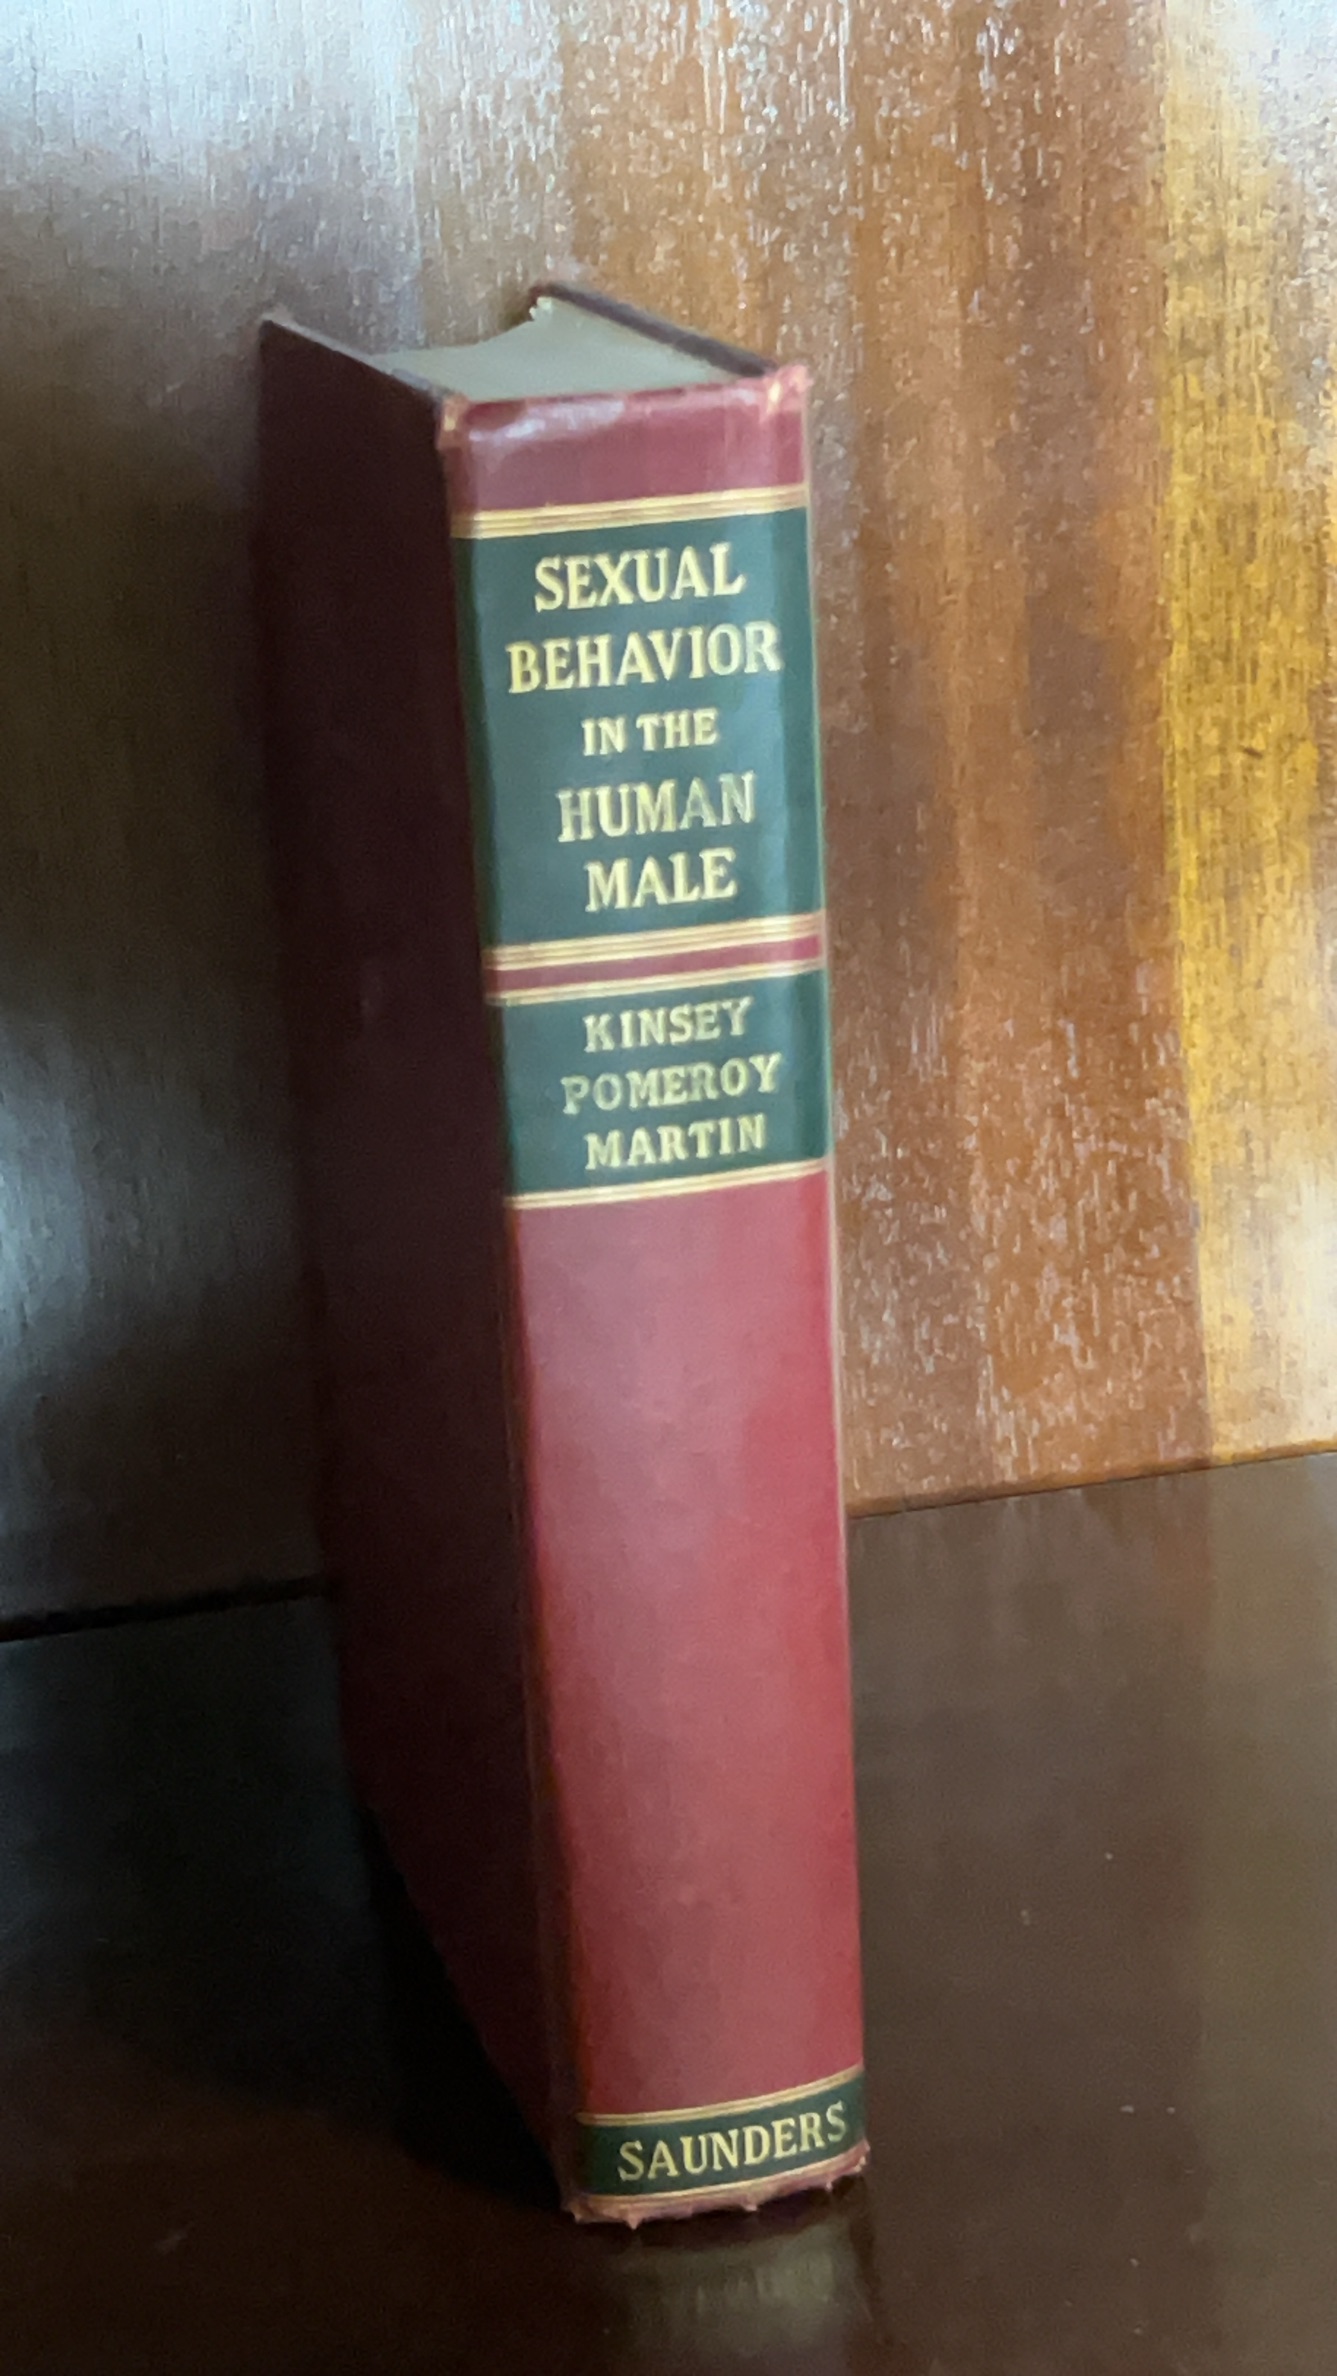 SEXUAL
BEHAVIOR
IN THE
HUMAN
MALE
KINSEY
POMEROY
MARTIN
SAUNDERS